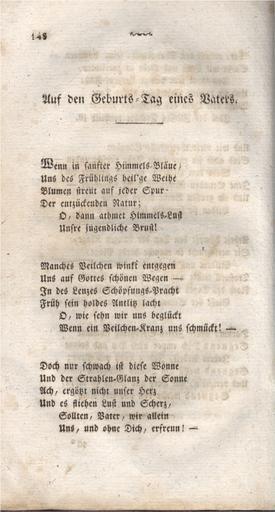 148
Auf den Geburts-Tag eines Vaters.
Wenn in sanfter Himmels-Bläue,
Uns des Frühlings heil'ge Weihe
Blumen streut auf jeder Spur
Der entzückenden Natur;
O, dann athmet Himmels-Lust
Unsre jugendliche Brust!
Manches Veilchen winkt entgegen
Uns auf Gottes schönen Wegen —
In des Lenzes Schöpfungs-Pracht
Früh sein holdes Antlitz lacht
O, wie sehn wir uns beglückt
Wenn ein Veilchen-Kranz uns schmückt! —
Doch nur schwach ist diese Wonne
Und der Strahlen-Glanz der Sonne
Ach, ergötzt nicht unser Herz
Und es fliehen Lust und Scherz,
Sollten, Vater, wir allein
Uns, und ohne Dich, erfreun! —